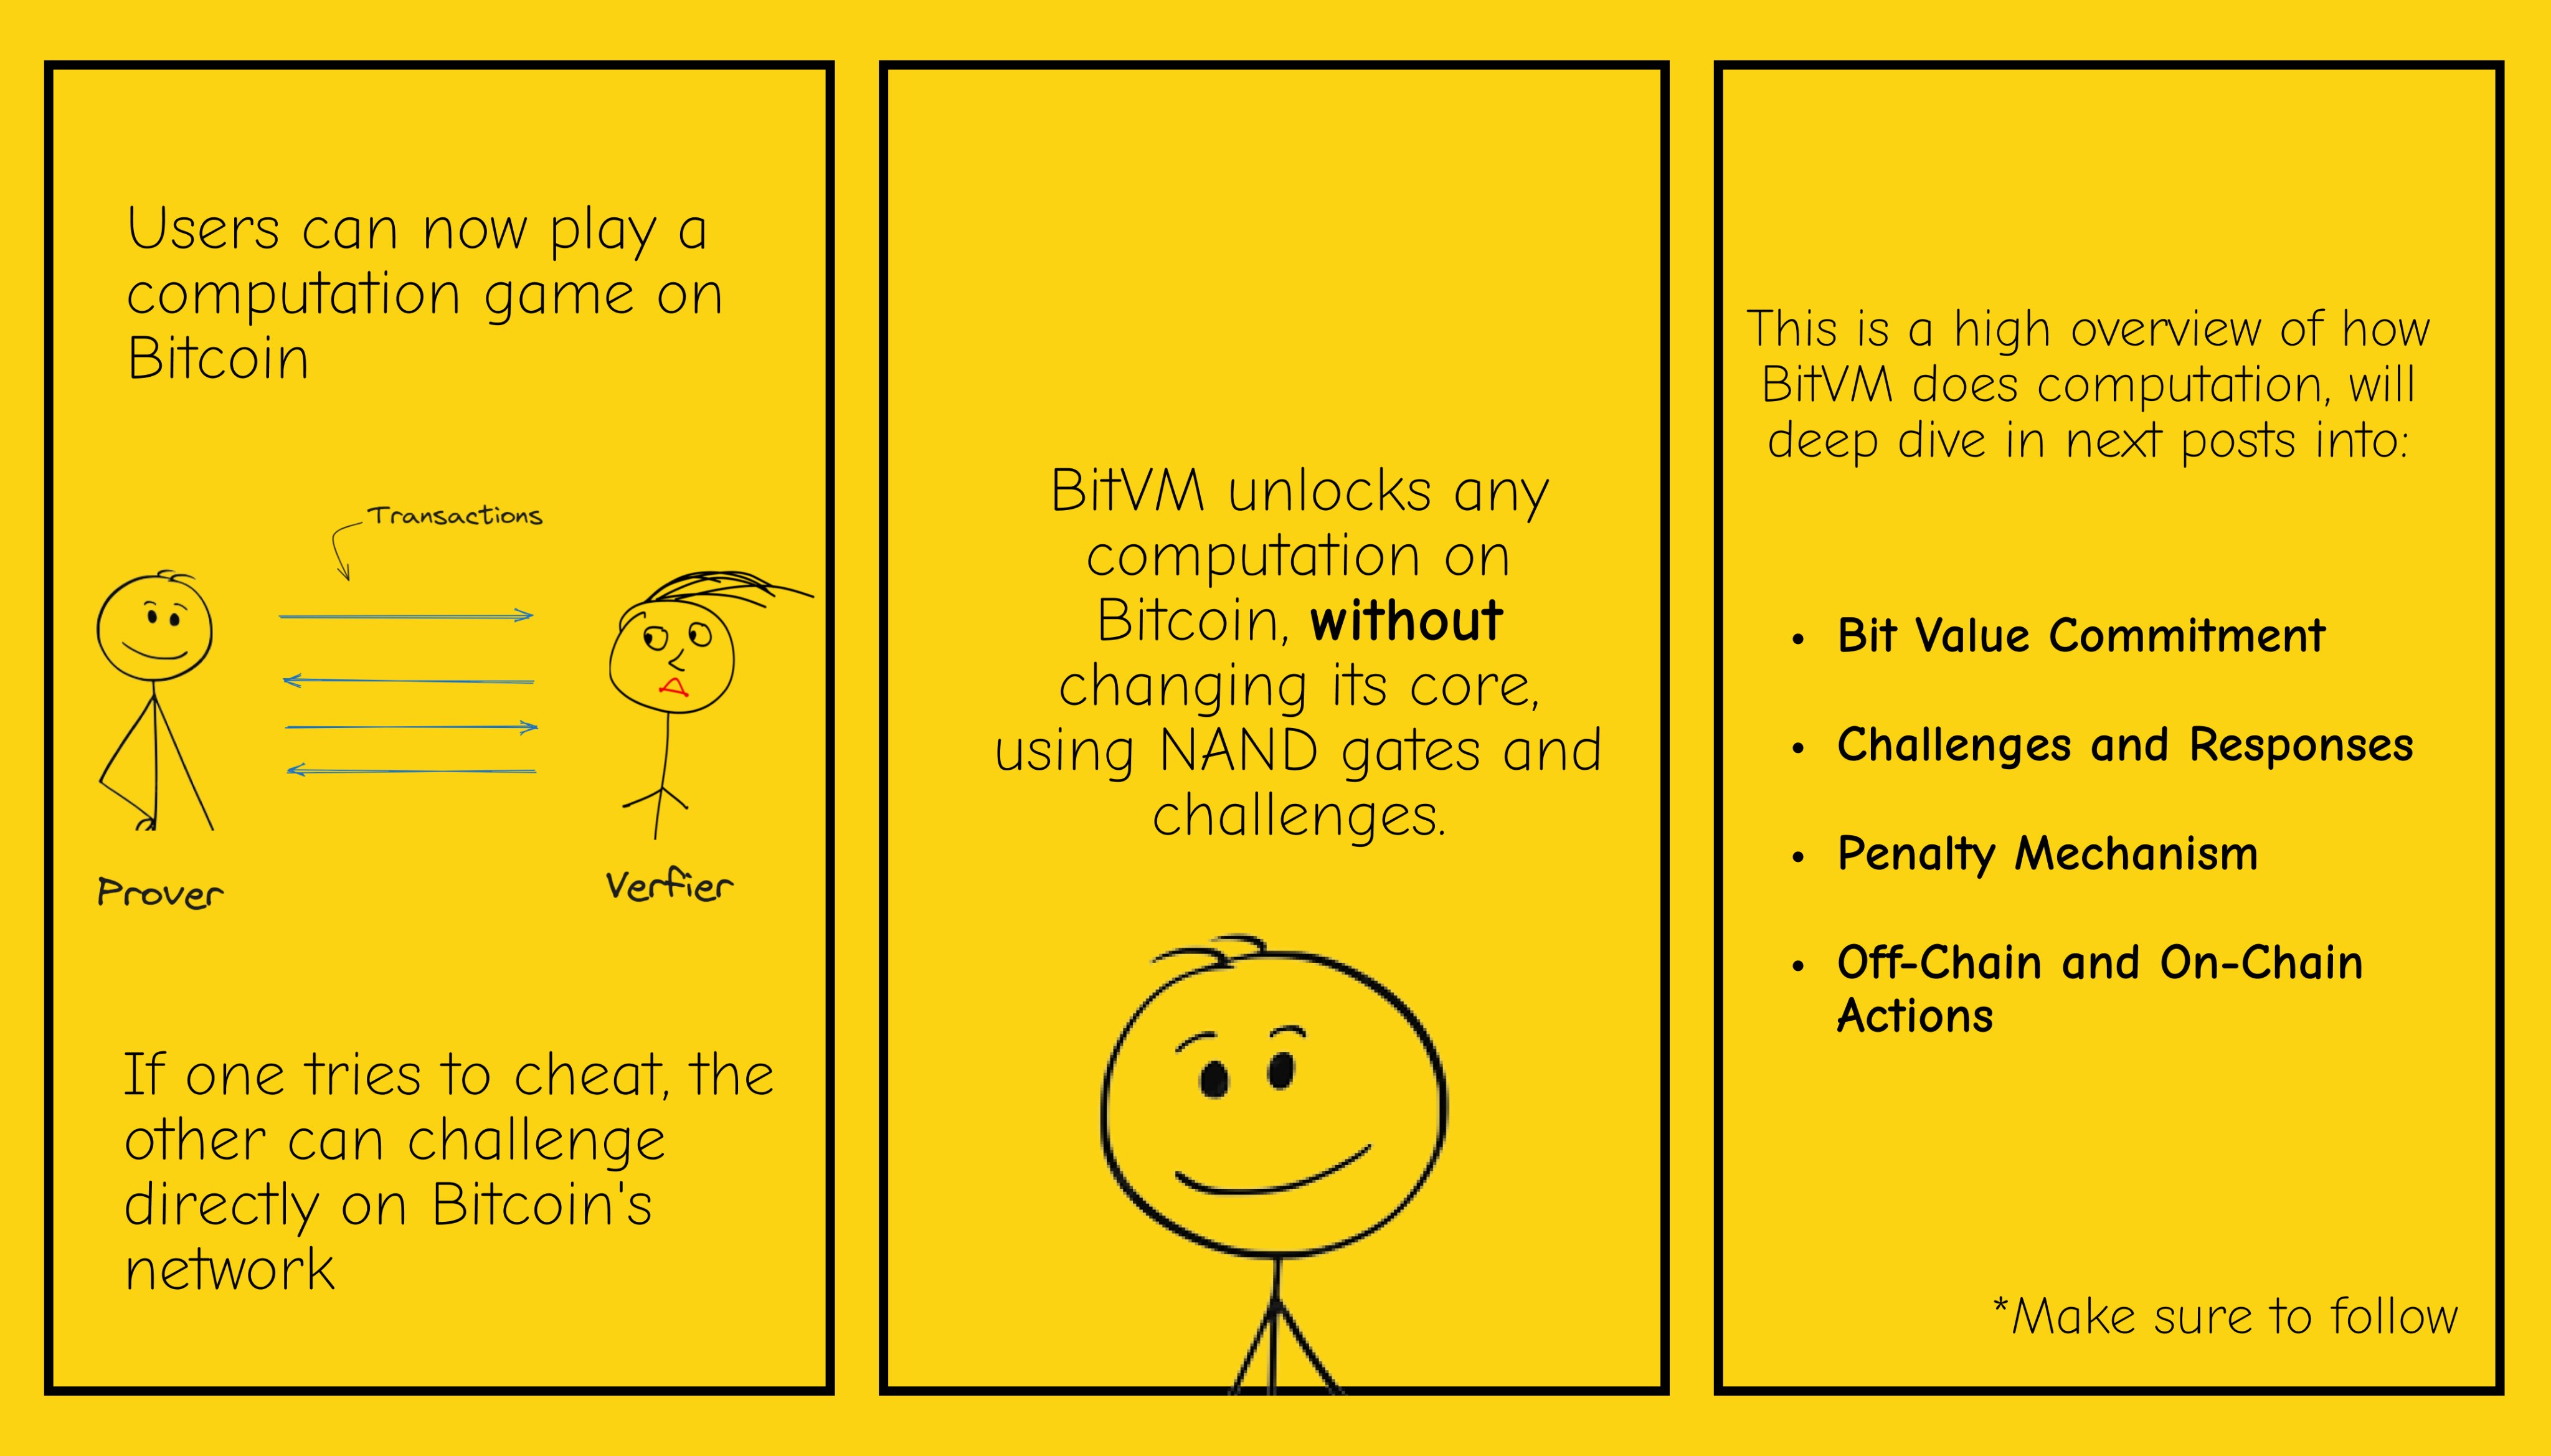 Users can now play a
computation game on
Bitcoin
Transactions
Prover
Verfier
If one tries to cheat, the
other can challenge
directly on Bitcoin's
network
BitVM unlocks any
computation on
Bitcoin, without
changing its core,
using NAND gates and
challenges.
This is a high overview of how
BitVM does computation, will
deep dive in next posts into:
• Bit Value Commitment
• Challenges and Responses
• Penalty Mechanism
• Off-Chain and On-Chain
Actions
*Make sure to follow